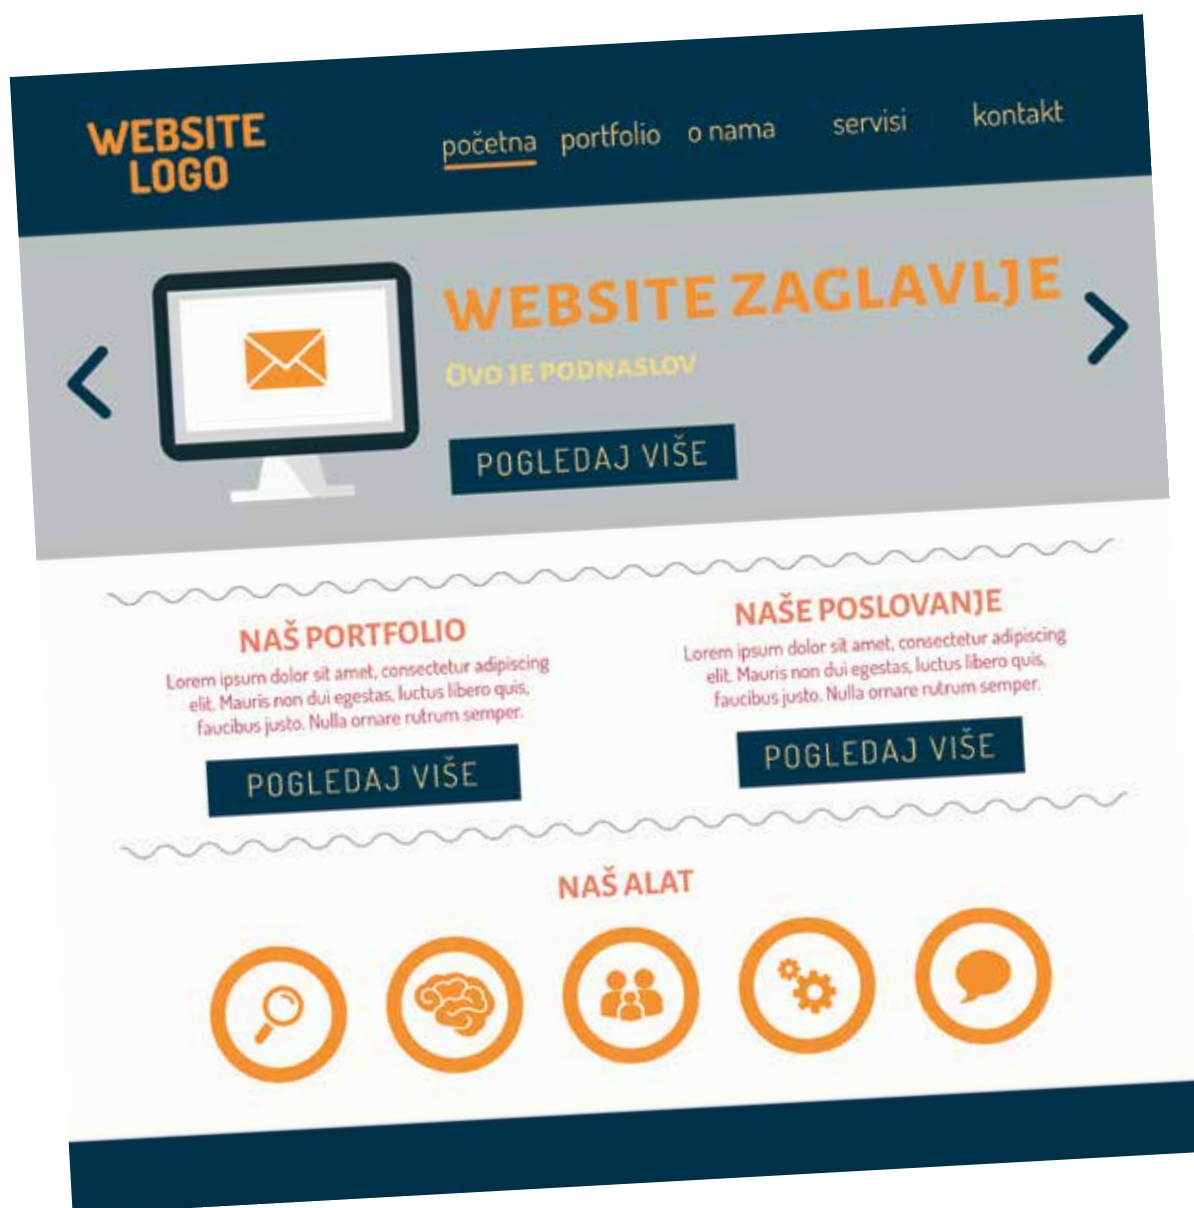 WEBSITE
LOGO
početna portfolio o nama servisi kontakt
WEBSITE ZAGLAVLJE
OVO JE PODNASLOV
POGLEDAJ VIŠE
NAŠ PORTFOLIO
Lorem ipsum dolor sit amet, consectetur adipiscing
elit. Mauris non dui egestas, luctus libero quis,
faucibus justo. Nulla ornare rutrum semper.
POGLEDAJ VIŠE
NAŠE POSLOVANJE
Lorem ipsum dolor sit amet, consectetur adipiscing
elit. Mauris non dui egestas, luctus libero quis,
faucibus justo. Nulla ornare rutrum semper.
POGLEDAJ VIŠE
NAŠ ALAT